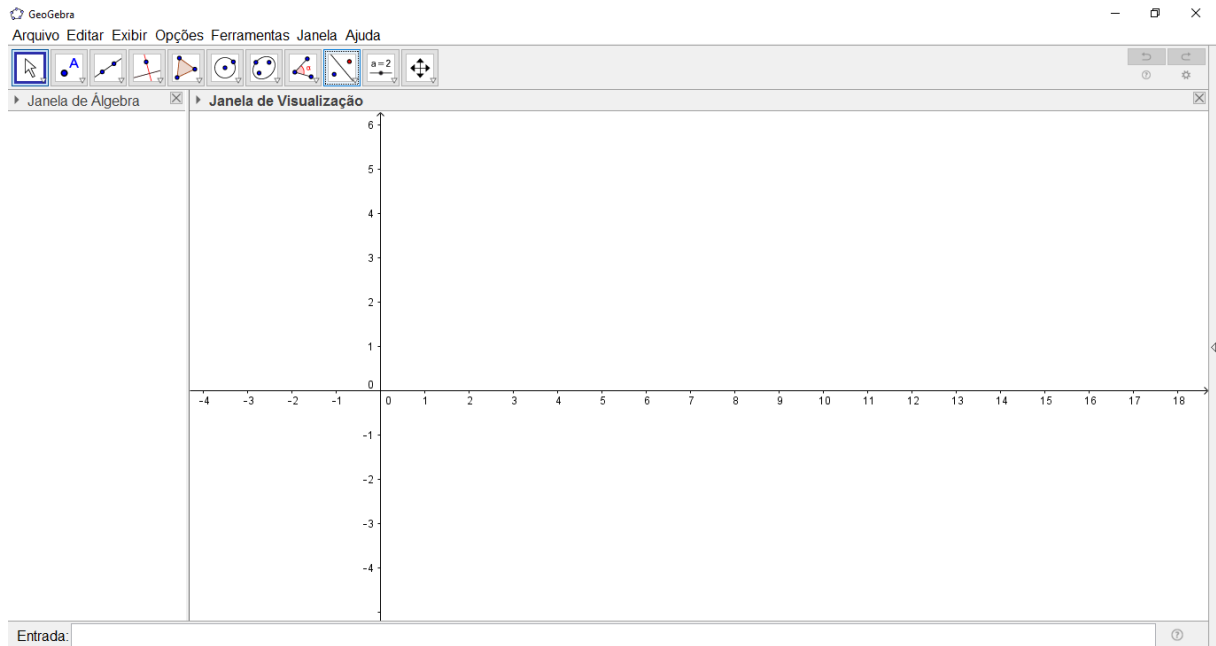 GeoGebra
Arquivo Editar Exibir Opções Ferramentas Janela Ajuda
A α a=2
Janela de Álgebra
Janela de Visualização
6
5
4
3
2
1
0
-4 -3 -2 -1 0 1 2 3 4 5 6 7 8 9 10 11 12 13 14 15 16 17 18
-1
-2
-3
-4
Entrada: